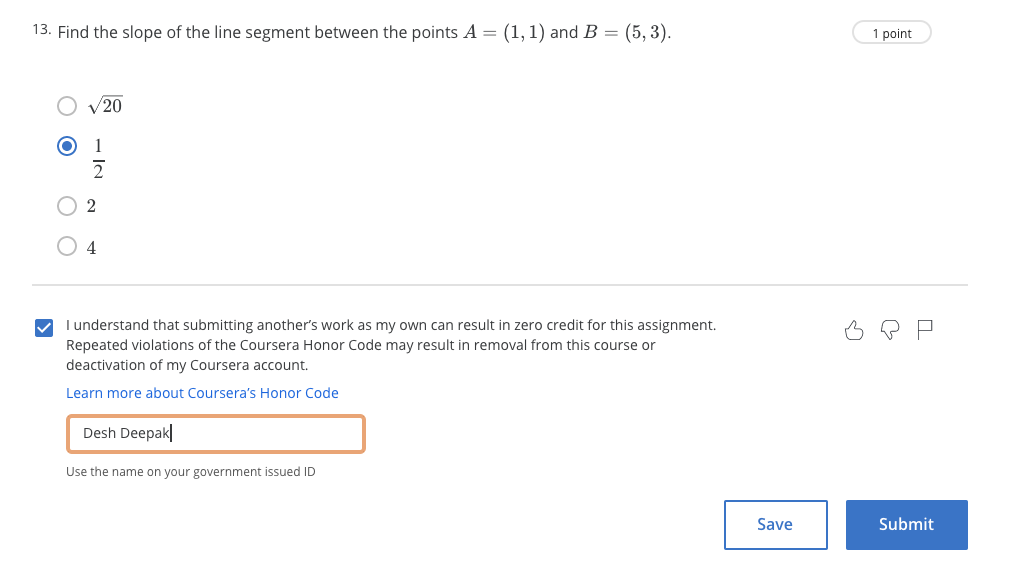 13. Find the slope of the line segment between the points A = (1, 1) and B = (5, 3).
1 point
√20
1/2
2
4
I understand that submitting another’s work as my own can result in zero credit for this assignment.
Repeated violations of the Coursera Honor Code may result in removal from this course or
deactivation of my Coursera account.
Learn more about Coursera’s Honor Code
Desh Deepak
Use the name on your government issued ID
Save
Submit